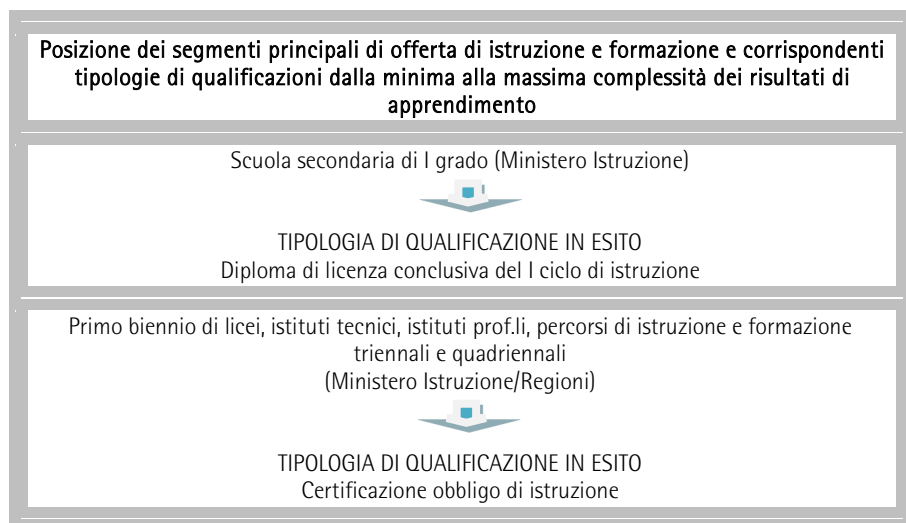 Posizione dei segmenti principali di offerta di istruzione e formazione e corrispondenti
tipologie di qualificazioni dalla minima alla massima complessità dei risultati di
apprendimento
Scuola secondaria di I grado (Ministero Istruzione)
TIPOLOGIA DI QUALIFICAZIONE IN ESITO
Diploma di licenza conclusiva del I ciclo di istruzione
Primo biennio di licei, istituti tecnici, istituti prof.li, percorsi di istruzione e formazione
triennali e quadriennali
(Ministero Istruzione/Regioni)
TIPOLOGIA DI QUALIFICAZIONE IN ESITO
Certificazione obbligo di istruzione